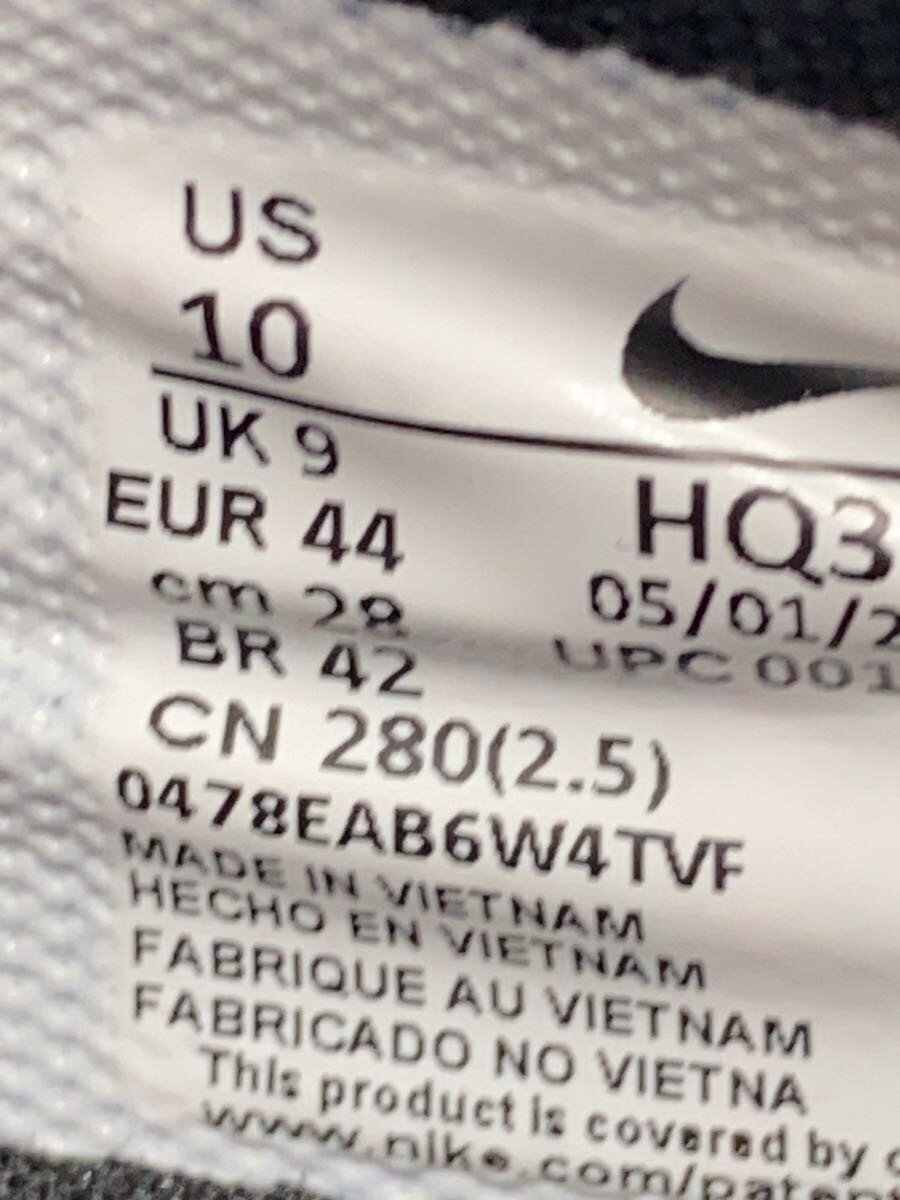 US
10
UK 9
EUR 44
cm 28
BR 42
CN 280(2.5)
0478EAB6W4TVF
MADE IN VIETNAM
HECHO EN VIETNAM
FABRIQUE AU VIETNAM
FABRICADO NO VIETNA
This product is covered by
www.nike.com/paten
HQ3
05/01/2
UPC 001